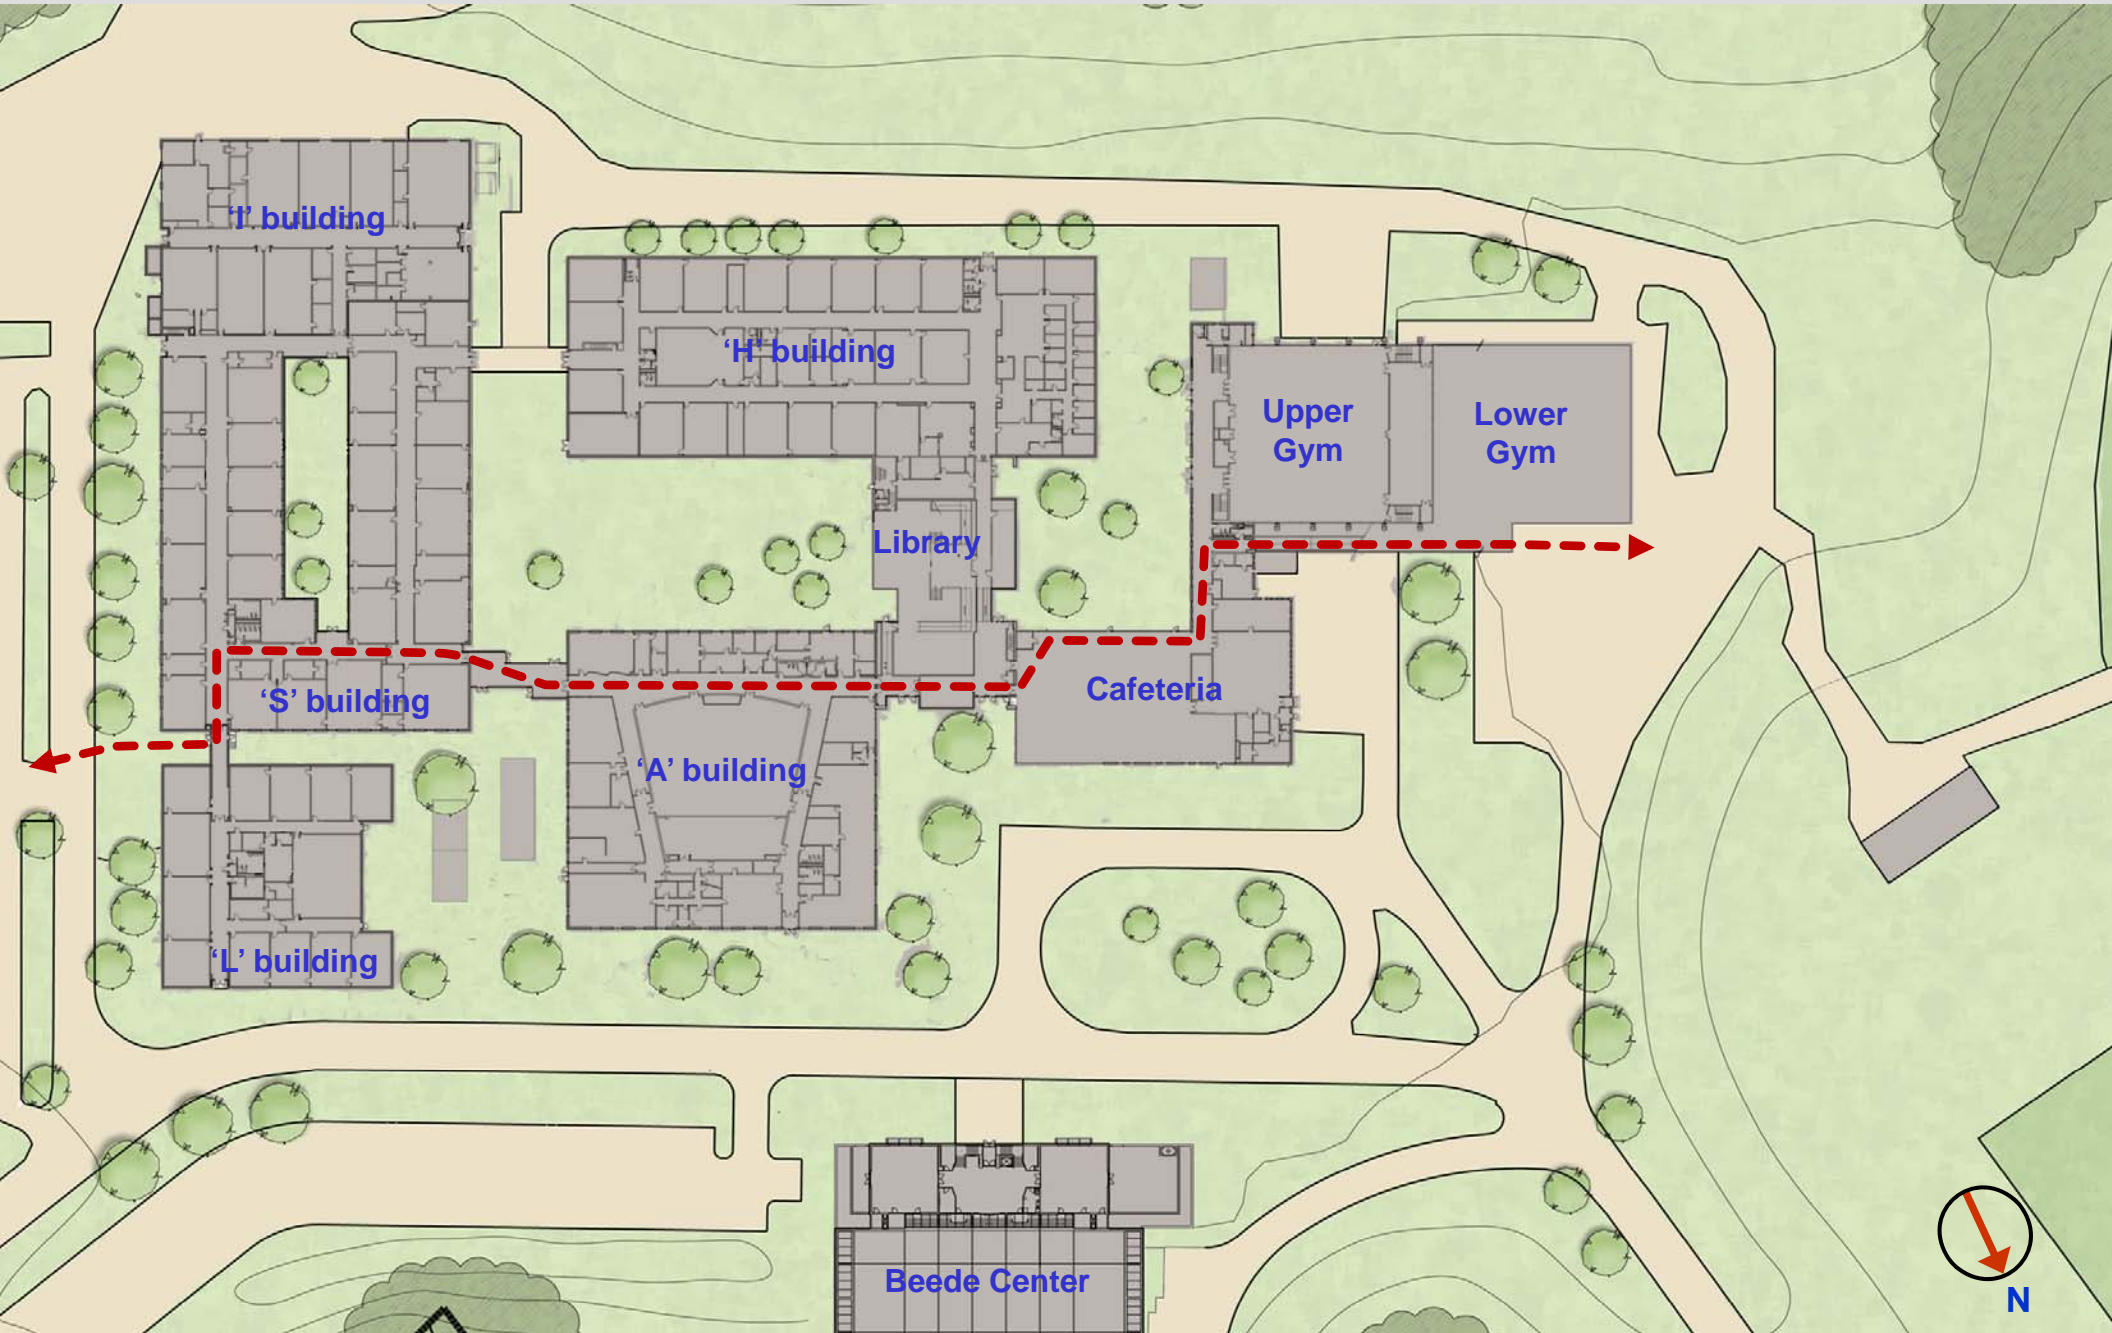 ‘I’ building
‘H’ building
Upper
Gym
Lower
Gym
Library
‘S’ building
Cafeteria
‘A’ building
‘L’ building
Beede Center
N